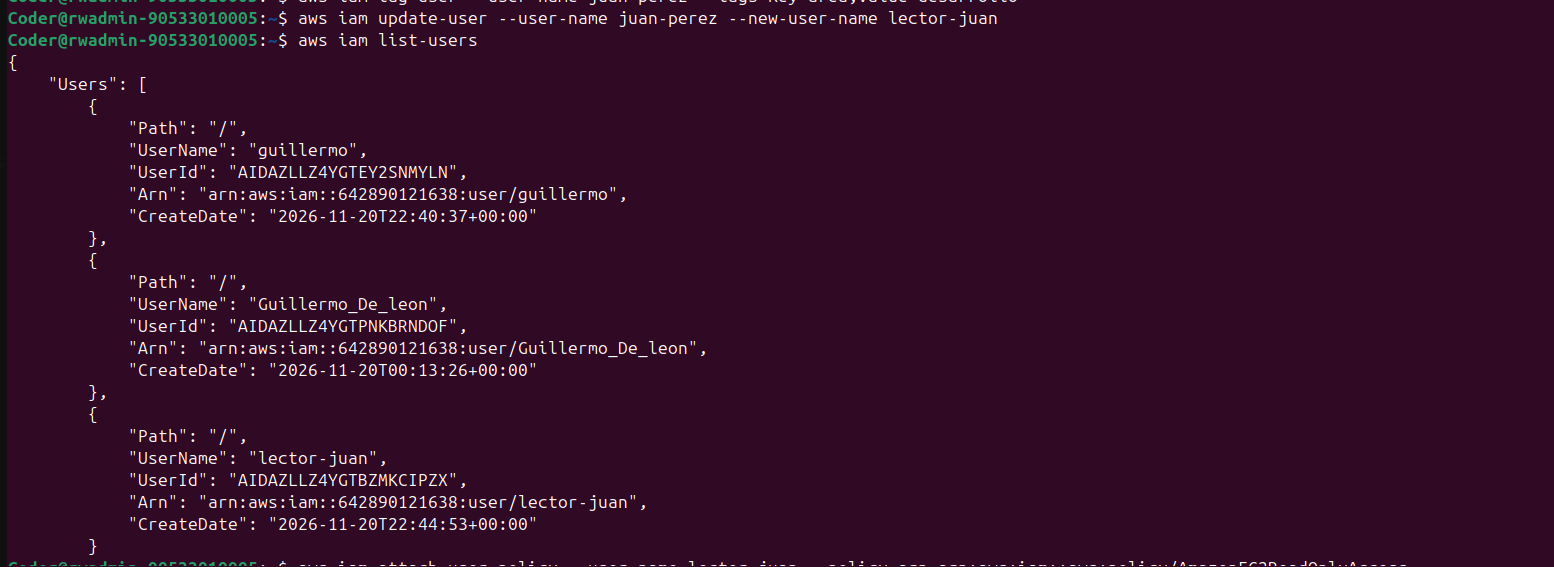 Coder@rwadmin-90533010005:~$ aws iam update-user --user-name juan-perez --new-user-name lector-juan
Coder@rwadmin-90533010005:~$ aws iam list-users
{
    "Users": [
        {
            "Path": "/",
            "UserName": "guillermo",
            "UserId": "AIDAZLLZ4YGTEY2SNMYLN",
            "Arn": "arn:aws:iam::642890121638:user/guillermo",
            "CreateDate": "2026-11-20T22:40:37+00:00"
        },
        {
            "Path": "/",
            "UserName": "Guillermo_De_leon",
            "UserId": "AIDAZLLZ4YGTPNKBRNDOF",
            "Arn": "arn:aws:iam::642890121638:user/Guillermo_De_leon",
            "CreateDate": "2026-11-20T00:13:26+00:00"
        },
        {
            "Path": "/",
            "UserName": "lector-juan",
            "UserId": "AIDAZLLZ4YGTBZMKCIPZX",
            "Arn": "arn:aws:iam::642890121638:user/lector-juan",
            "CreateDate": "2026-11-20T22:44:53+00:00"
        }